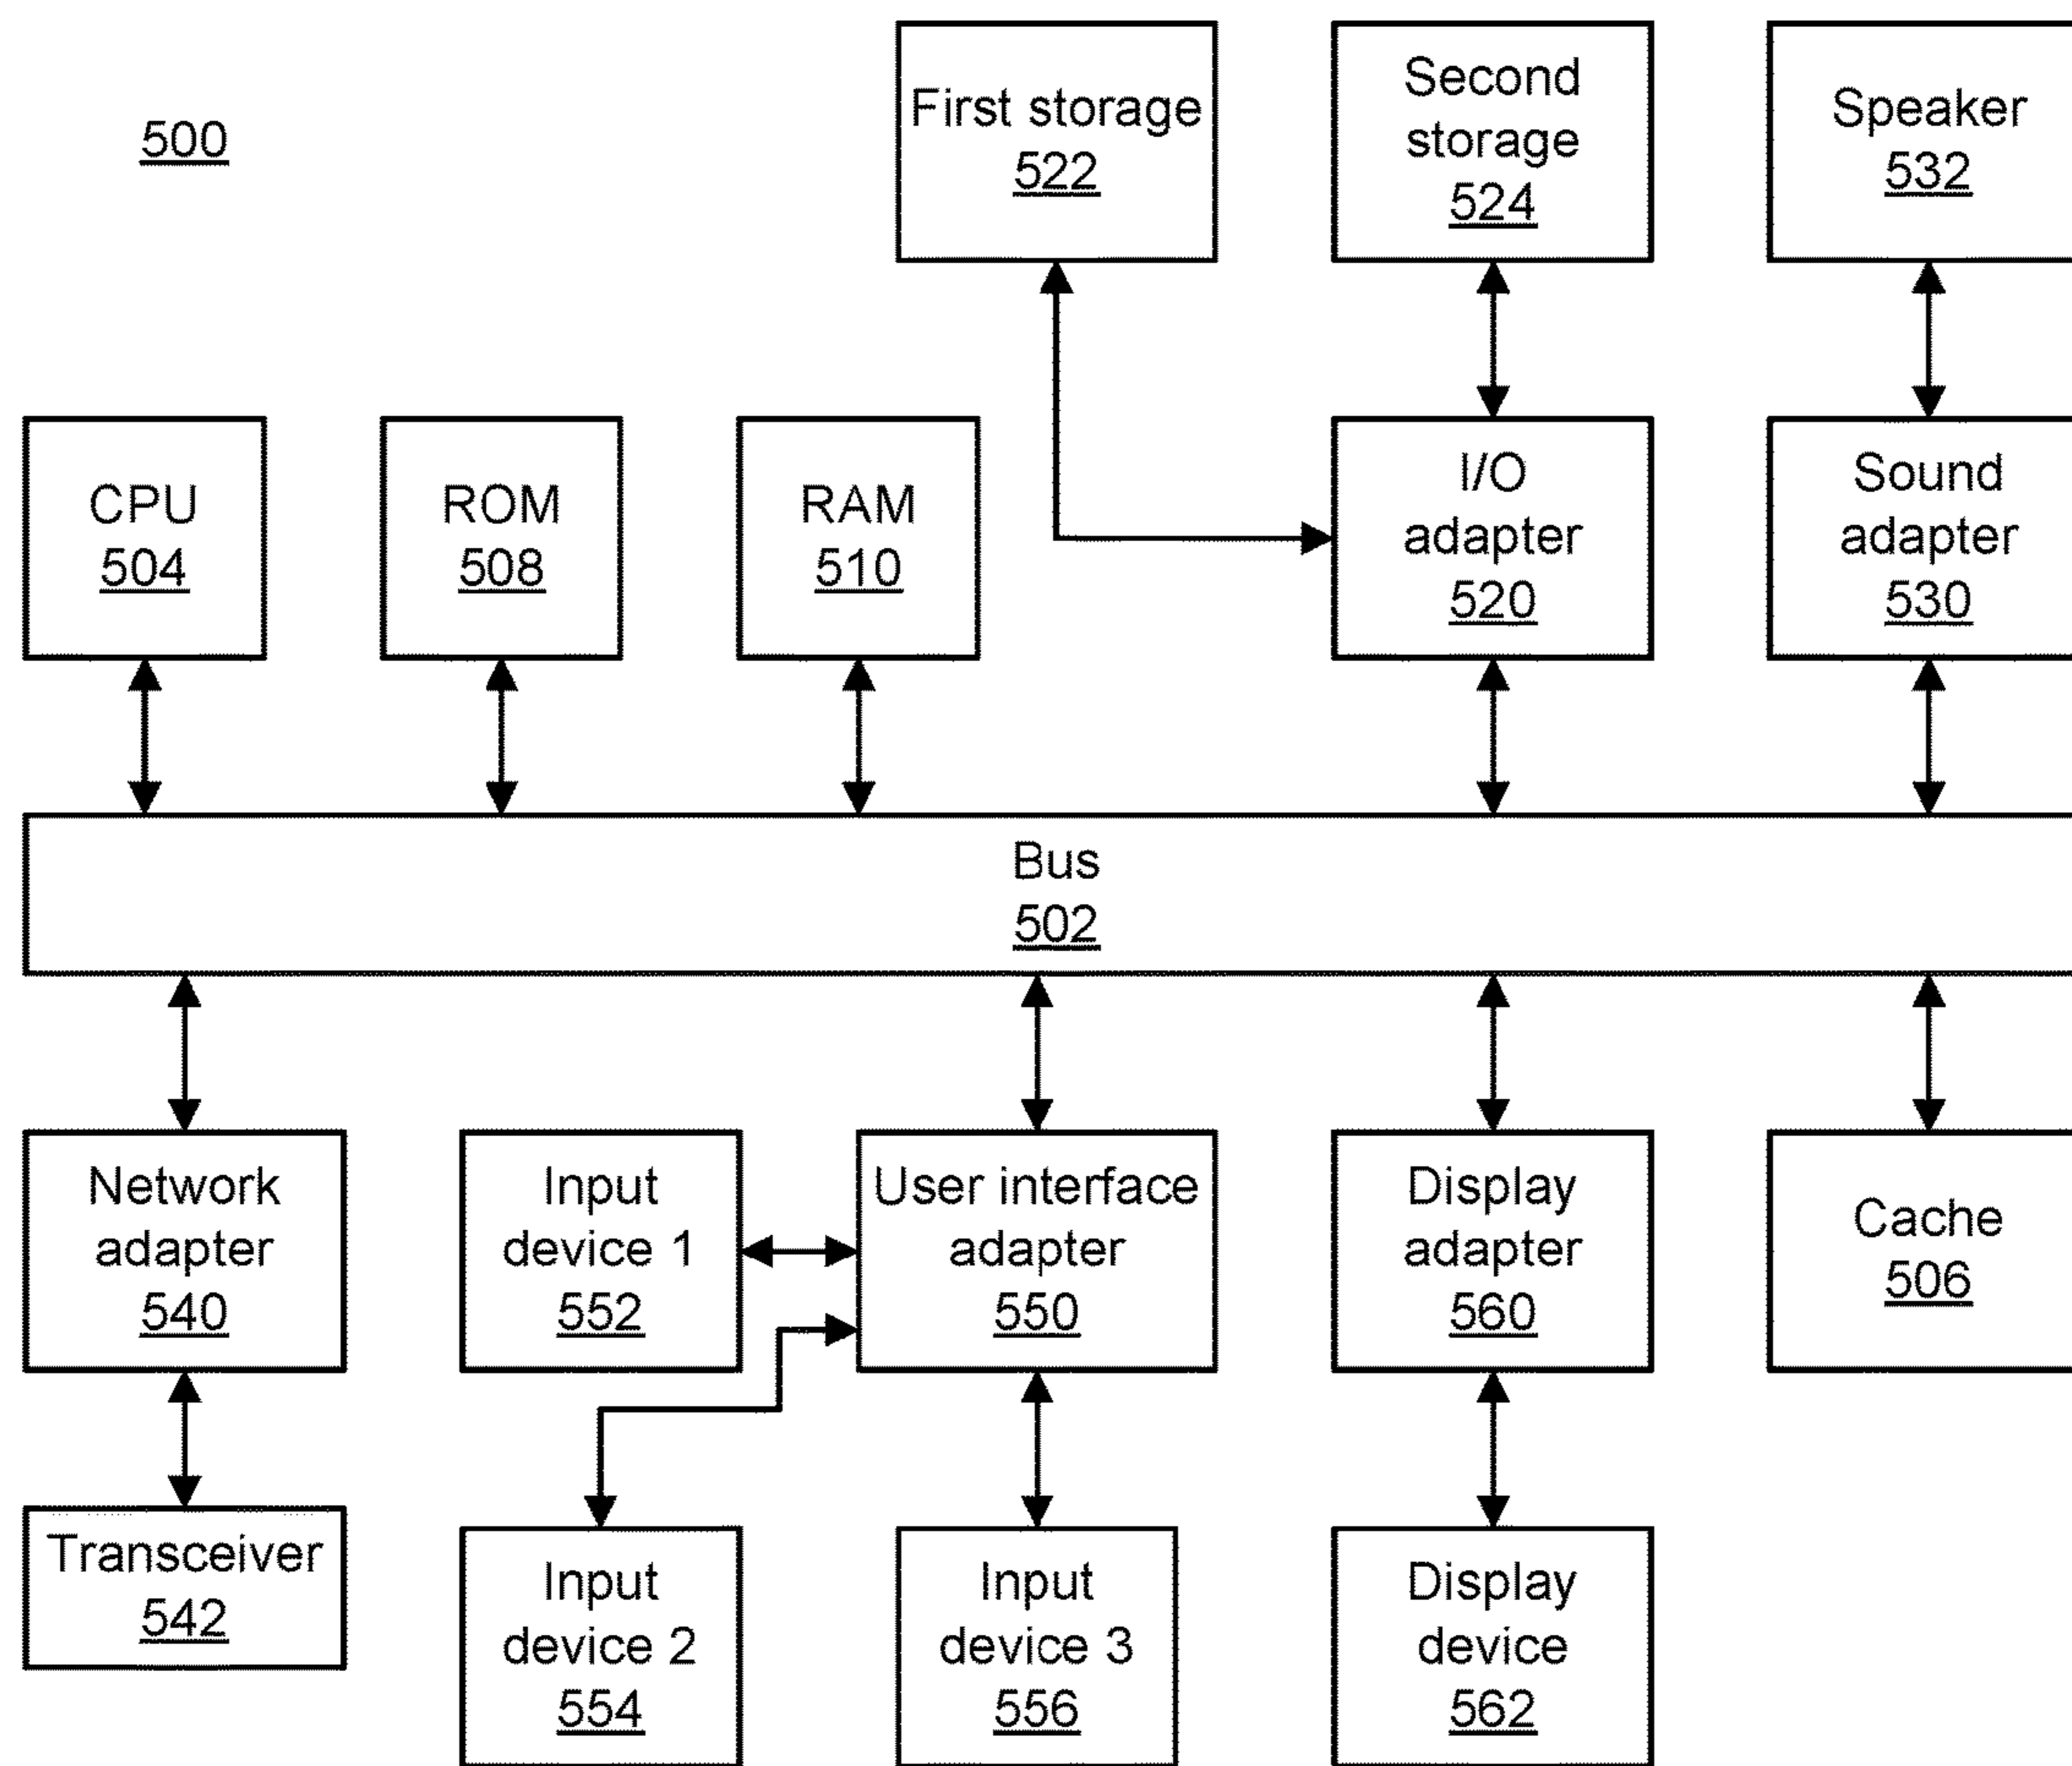 500
First storage
522
Second
storage
524
Speaker
532
CPU
504
ROM
508
RAM
510
I/O
adapter
520
Sound
adapter
530
Bus
502
Network
adapter
540
Input
device 1
552
User interface
adapter
550
Display
adapter
560
Cache
506
Transceiver
542
Input
device 2
554
Input
device 3
556
Display
device
562